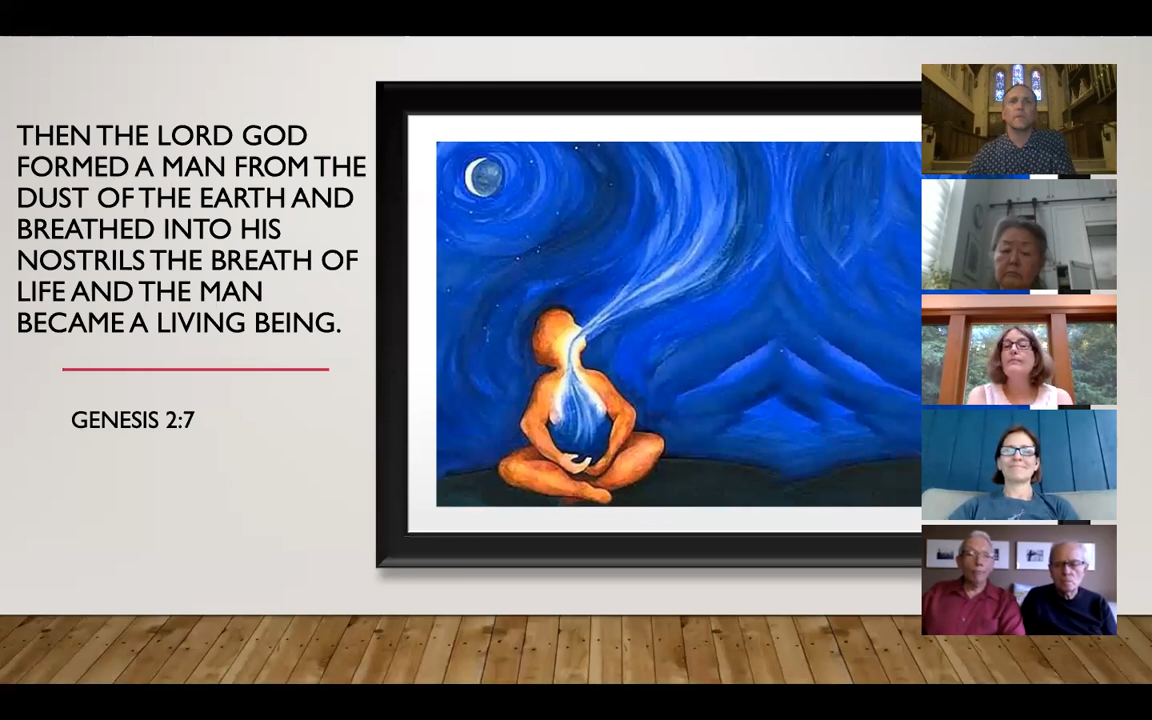 THEN THE LORD GOD
FORMED A MAN FROM THE
DUST OF THE EARTH AND
BREATHED INTO HIS
NOSTRILS THE BREATH OF
LIFE AND THE MAN
BECAME A LIVING BEING.
GENESIS 2:7